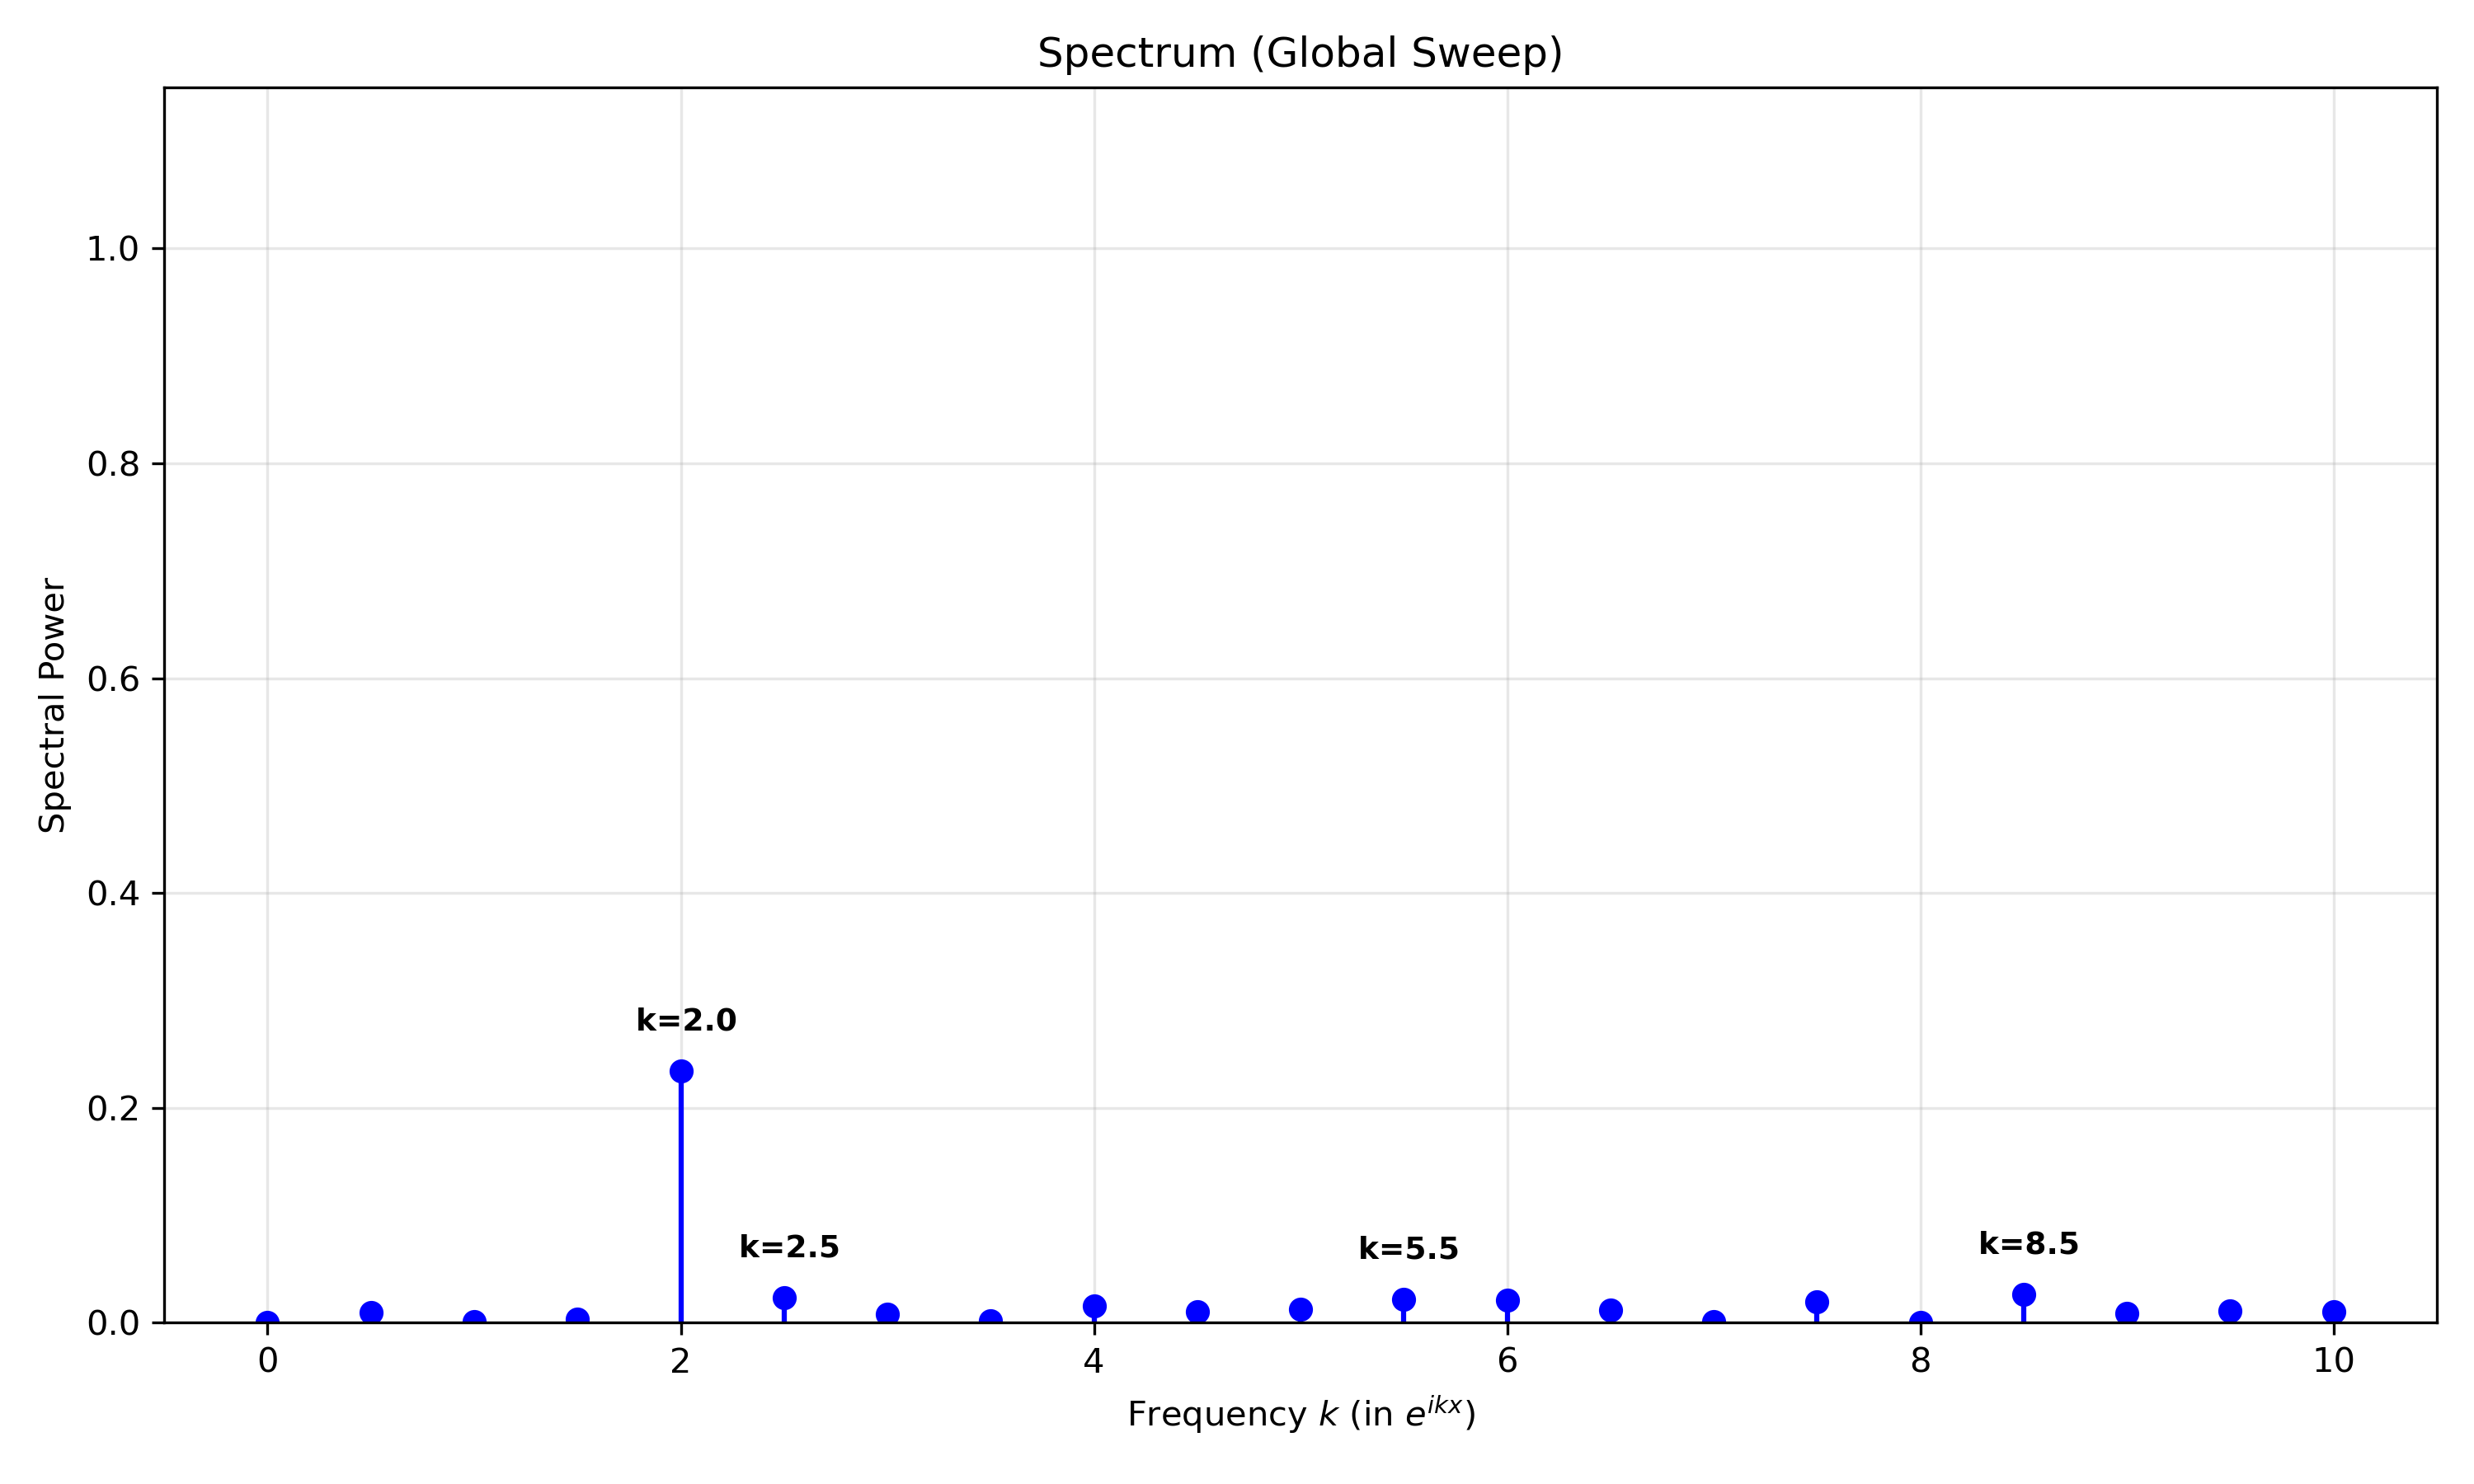 Spectrum (Global Sweep)
Spectral Power
1.0
0.8
0.6
0.4
0.2
0.0
k=2.0
k=2.5
k=5.5
k=8.5
0 2 4 6 8 10
Frequency k (in e^{ikx})